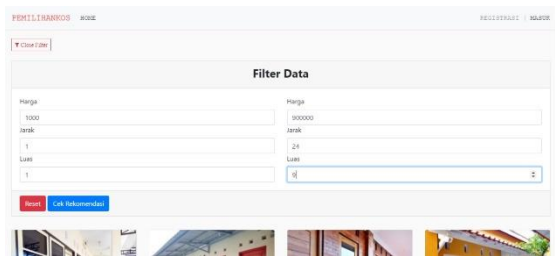 PEMILIHANKOS HOME REGISTRASI | MASUK
Close Filter
Filter Data
Harga Harga
1000 900000
Jarak Jarak
1 24
Luas Luas
1 9
Reset Cek Rekomendasi